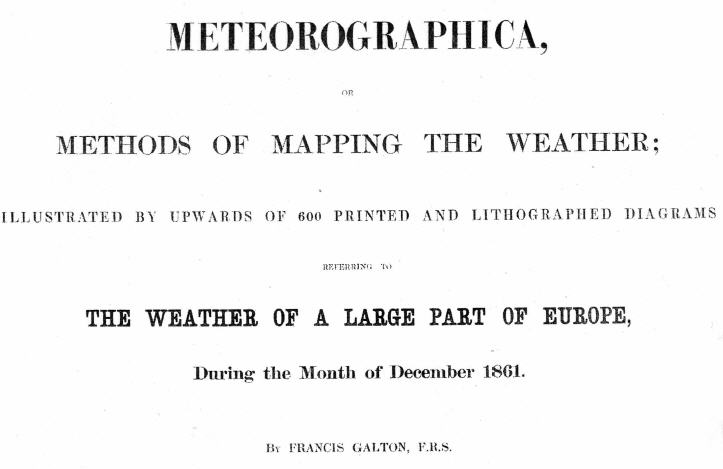 METEOROGRAPHICA,
OR
METHODS OF MAPPING THE WEATHER;
ILLUSTRATED BY UPWARDS OF 600 PRINTED AND LITHOGRAPHED DIAGRAMS
REFERRING TO
THE WEATHER OF A LARGE PART OF EUROPE,
During the Month of December 1861.
BY FRANCIS GALTON, F.R.S.